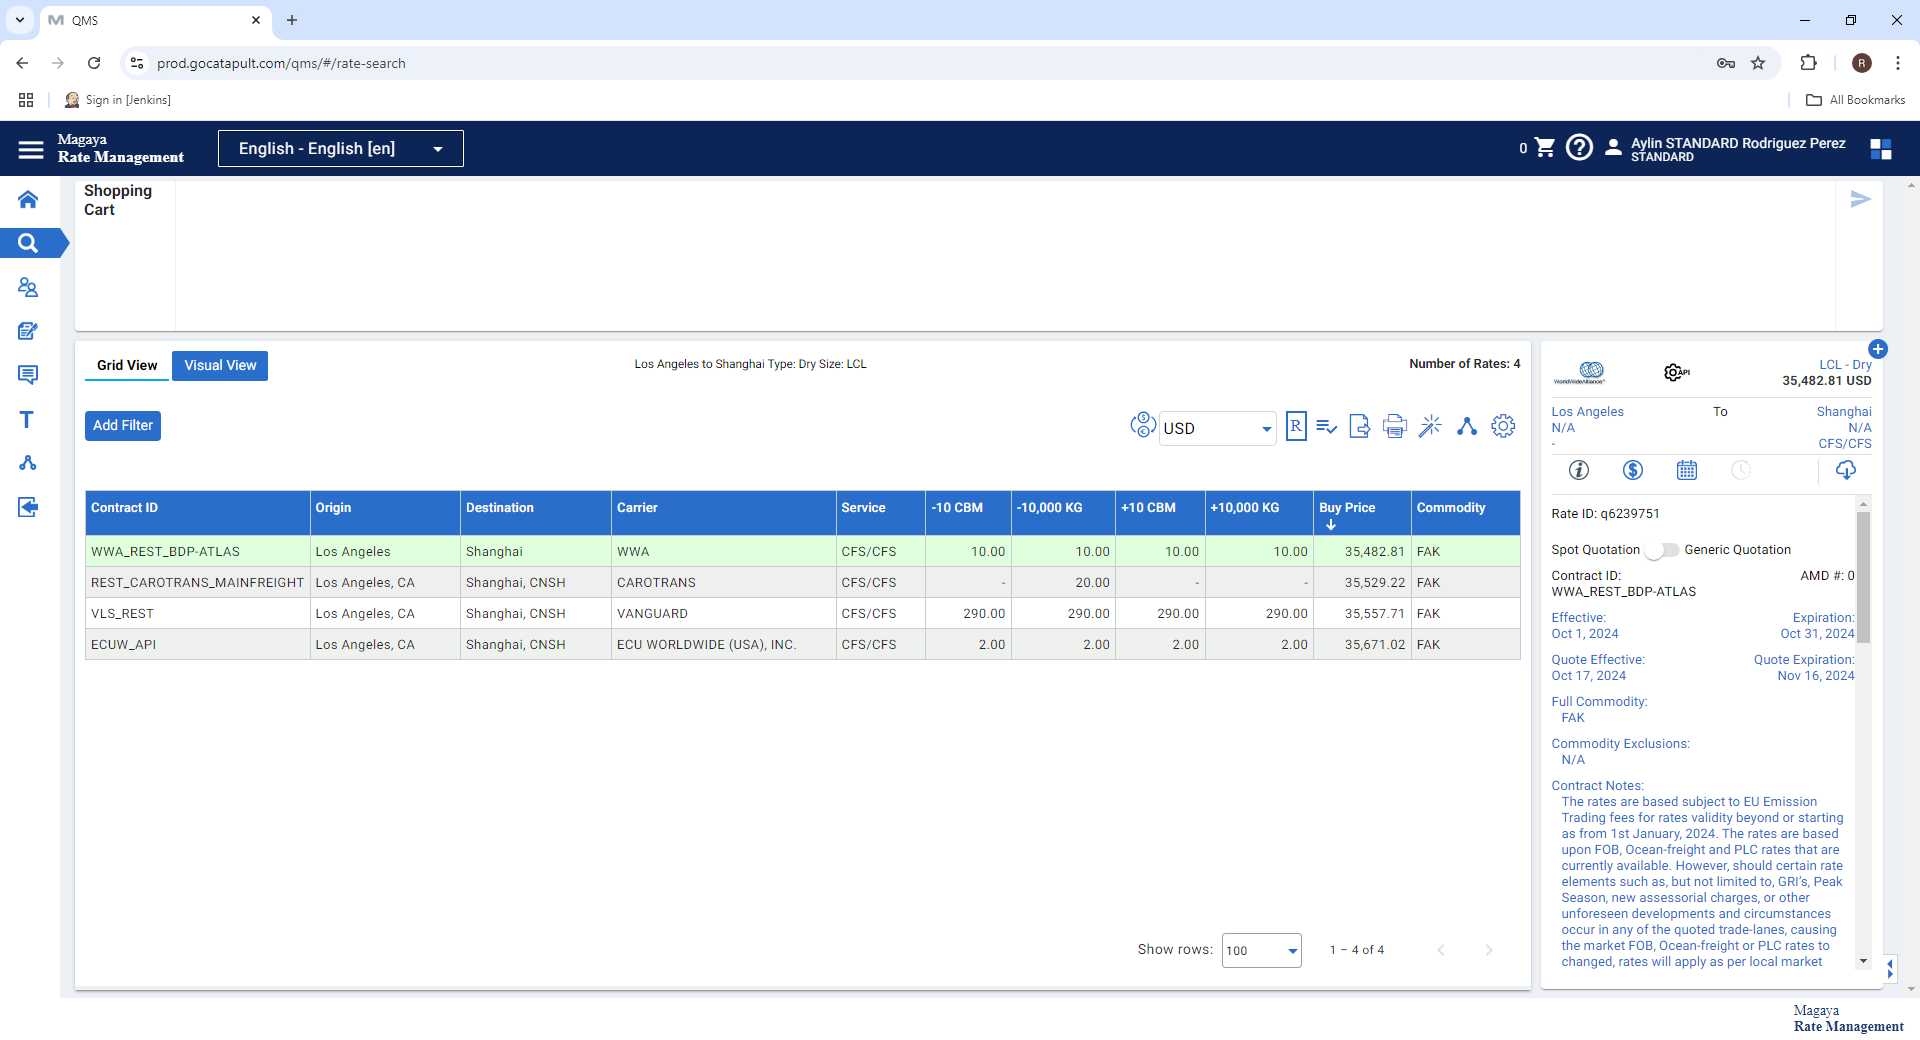 QMS
prod.gocatapult.com/qms/#/rate-search
R
Sign in [Jenkins]
All Bookmarks
Magaya
Rate Management
English - English [en]
0
Aylin STANDARD Rodriguez Perez
STANDARD
Shopping
Cart
Grid View
Visual View
Los Angeles to Shanghai Type: Dry Size: LCL
Number of Rates: 4
Add Filter
USD
R
Contract ID Origin Destination Carrier Service -10 CBM -10,000 KG +10 CBM +10,000 KG Buy Price Commodity
WWA_REST_BDP-ATLAS Los Angeles Shanghai WWA CFS/CFS 10.00 10.00 10.00 10.00 35,482.81 FAK
REST_CAROTRANS_MAINFREIGHT Los Angeles, CA Shanghai, CNSH CAROTRANS CFS/CFS - 20.00 - - 35,529.22 FAK
VLS_REST Los Angeles, CA Shanghai, CNSH VANGUARD CFS/CFS 290.00 290.00 290.00 290.00 35,557.71 FAK
ECUW_API Los Angeles, CA Shanghai, CNSH ECU WORLDWIDE (USA), INC. CFS/CFS 2.00 2.00 2.00 2.00 35,671.02 FAK
Show rows: 100 1 – 4 of 4
WorldWideAlliance
API
LCL - Dry
35,482.81 USD
Los Angeles To Shanghai
N/A N/A
- CFS/CFS
Rate ID: q6239751
Spot Quotation Generic Quotation
Contract ID: AMD #: 0
WWA_REST_BDP-ATLAS
Effective: Expiration:
Oct 1, 2024 Oct 31, 2024
Quote Effective: Quote Expiration:
Oct 17, 2024 Nov 16, 2024
Full Commodity:
FAK
Commodity Exclusions:
N/A
Contract Notes:
The rates are based subject to EU Emission
Trading fees for rates validity beyond or starting
as from 1st January, 2024. The rates are based
upon FOB, Ocean-freight and PLC rates that are
currently available. However, should certain rate
elements such as, but not limited to, GRI's, Peak
Season, new assessorial charges, or other
unforeseen developments and circumstances
occur in any of the quoted trade-lanes, causing
the market FOB, Ocean-freight or PLC rates to
changed, rates will apply as per local market
Magaya
Rate Management